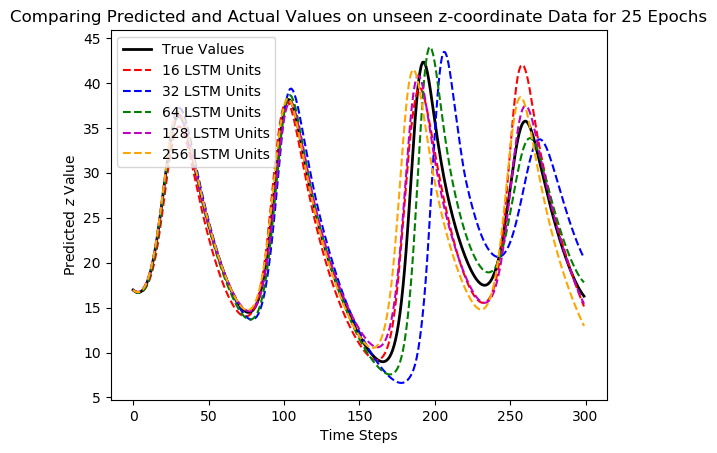 Comparing Predicted and Actual Values on unseen z-coordinate Data for 25 Epochs
45
40
35
30
25
20
15
10
5
Predicted z Value
True Values
16 LSTM Units
32 LSTM Units
64 LSTM Units
128 LSTM Units
256 LSTM Units
0
50
100
150
200
250
300
Time Steps